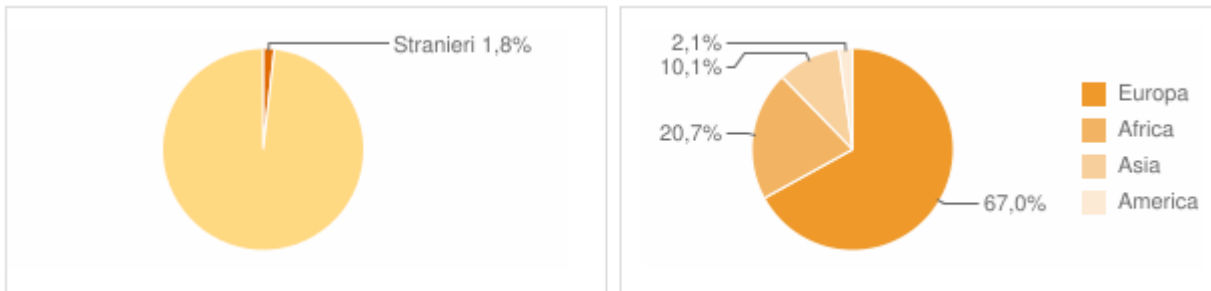 Stranieri 1,8%
2,1%
10,1%
20,7%
67,0%
Europa
Africa
Asia
America